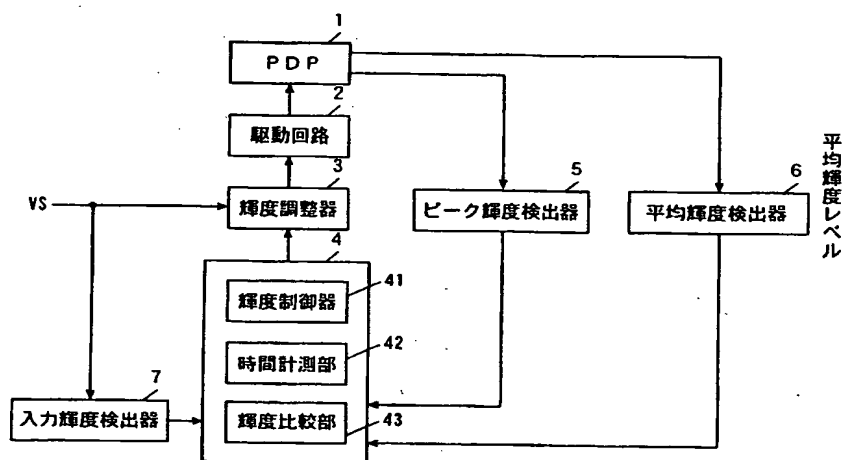 1
PDP
2
駆動回路
3
VS
輝度調整器
4
5
ピーク輝度検出器
6
平均輝度検出器
平均輝度レベル
41
輝度制御器
42
時間計測部
7
入力輝度検出器
43
輝度比較部